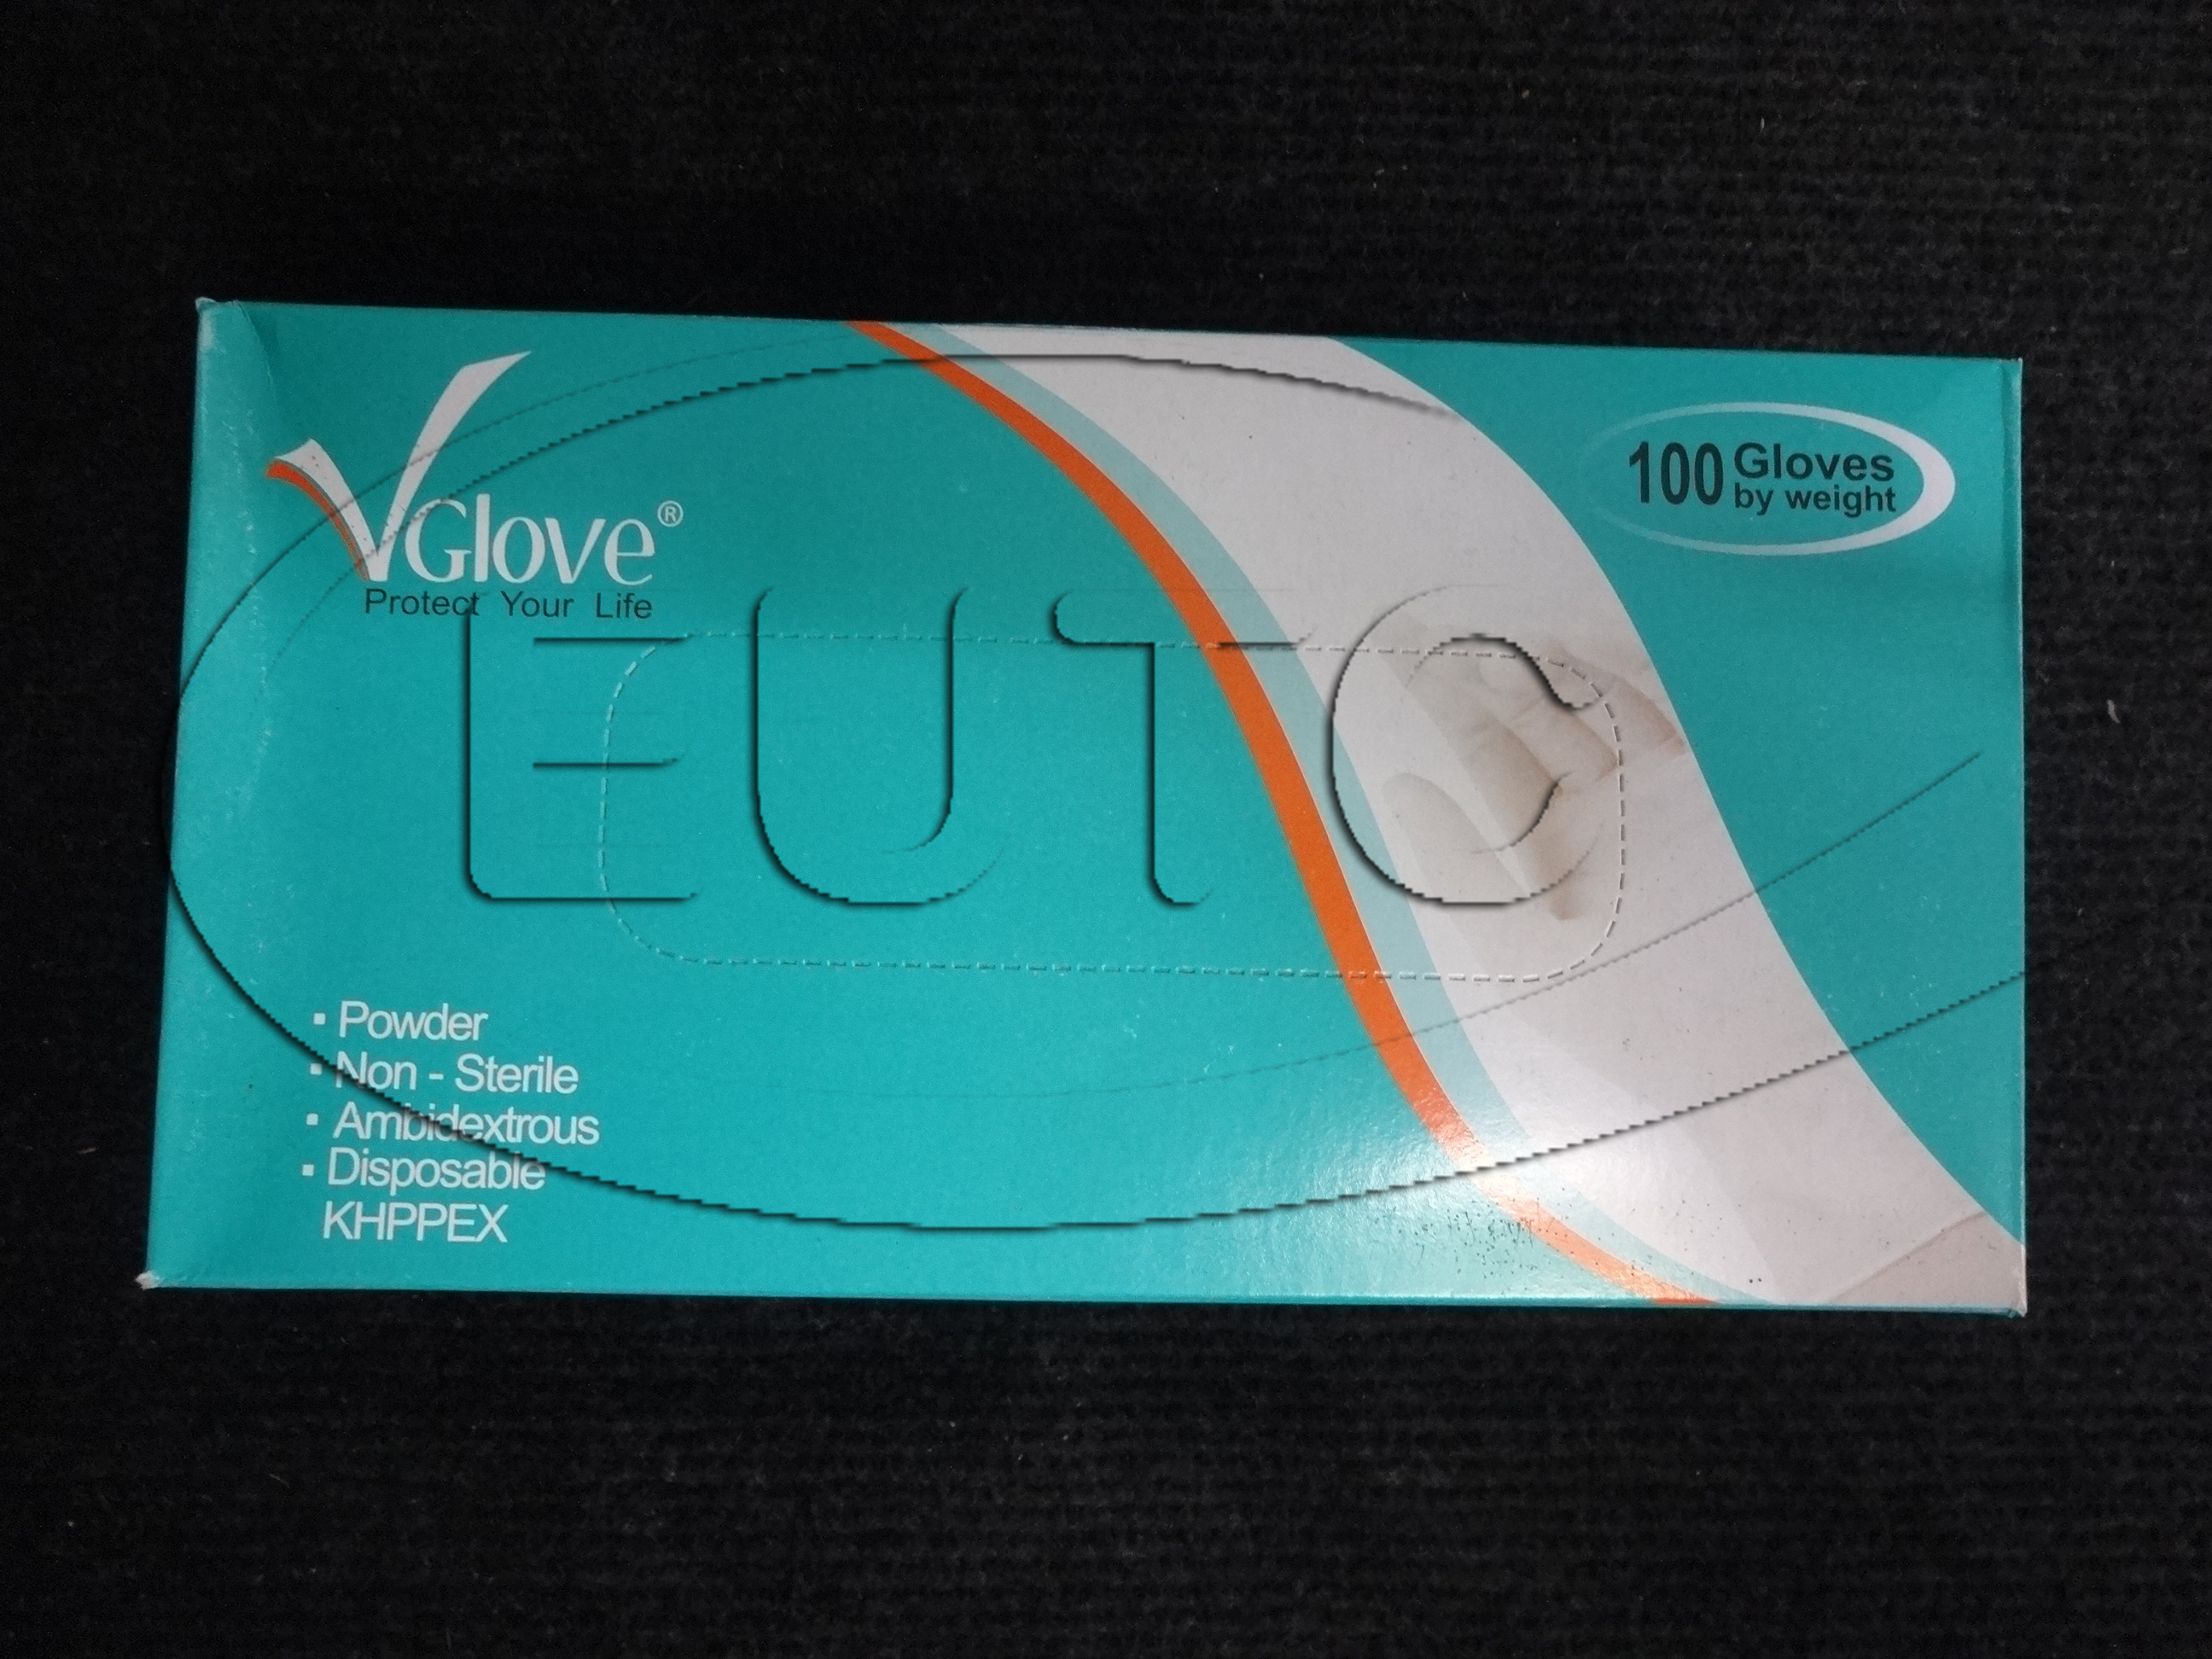 VGlove®
Protect Your Life
100 Gloves
by weight
EUTC
▪ Powder
▪ Non - Sterile
▪ Ambidextrous
▪ Disposable
KHPPEX